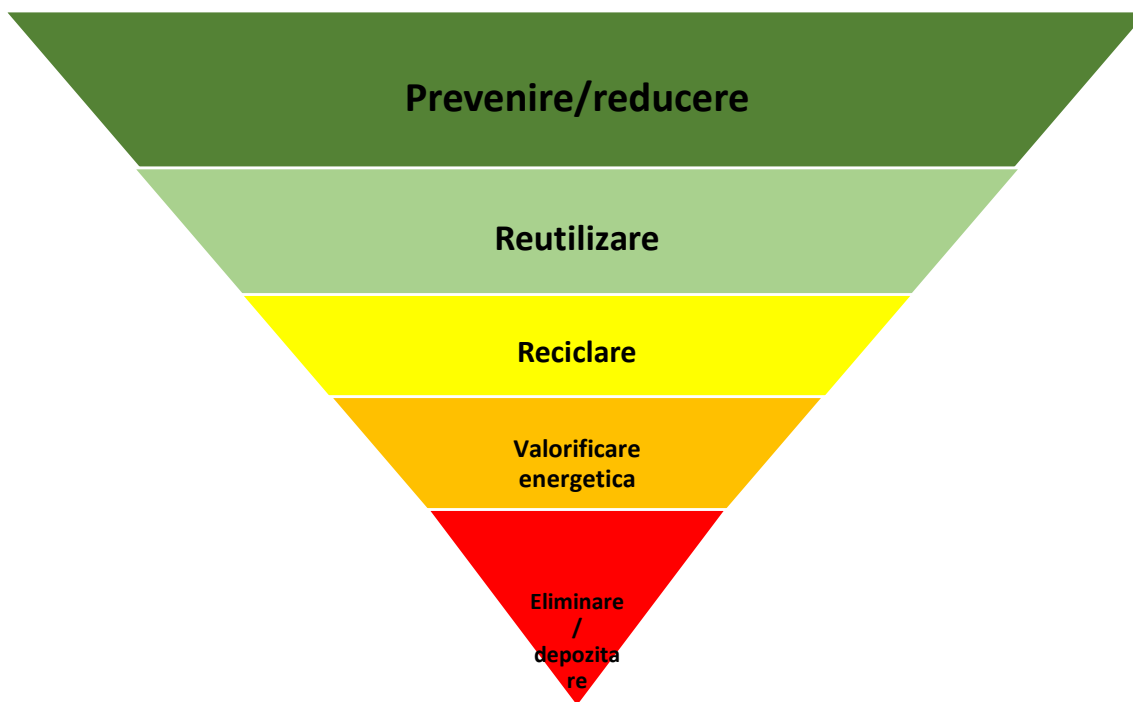 Prevenire/reducere
Reutilizare
Reciclare
Valorificare
energetica
Eliminare
/
depozita
re